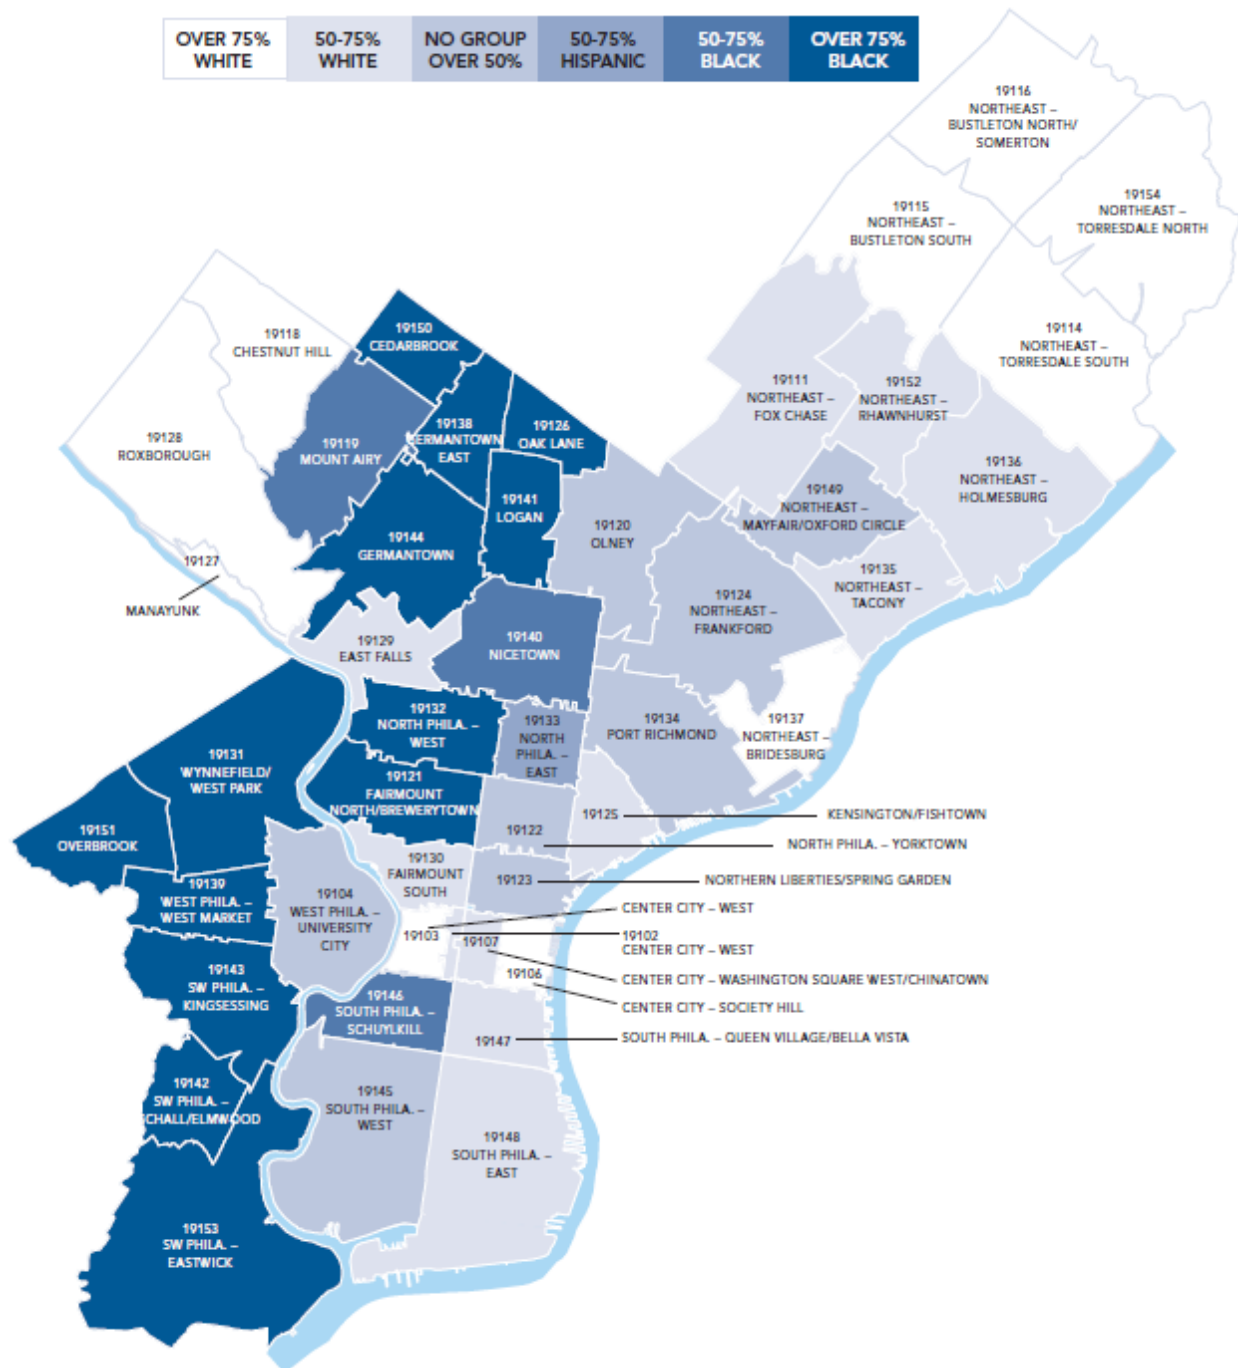 OVER 75%
WHITE
50-75%
WHITE
NO GROUP
OVER 50%
50-75%
HISPANIC
50-75%
BLACK
OVER 75%
BLACK
19116
NORTHEAST –
BUSTLETON NORTH/
SOMERTON
19154
NORTHEAST –
TORRESDALE NORTH
19115
NORTHEAST –
BUSTLETON SOUTH
19114
NORTHEAST –
TORRESDALE SOUTH
19118
CHESTNUT HILL
19150
CEDARBROOK
19111
NORTHEAST –
FOX CHASE
19152
NORTHEAST –
RHAWNHURST
19128
ROXBOROUGH
19119
MOUNT AIRY
19138
GERMANTOWN
EAST
19126
OAK LANE
19136
NORTHEAST –
HOLMESBURG
19149
NORTHEAST –
MAYFAIR/OXFORD CIRCLE
19141
LOGAN
19120
OLNEY
19144
GERMANTOWN
19127
MANAYUNK
19135
NORTHEAST –
TACONY
19124
NORTHEAST –
FRANKFORD
19129
EAST FALLS
19140
NICETOWN
19132
NORTH PHILA. –
WEST
19133
NORTH
PHILA. –
EAST
19134
PORT RICHMOND
19137
NORTHEAST –
BRIDESBURG
19131
WYNNEFIELD/
WEST PARK
19121
FAIRMOUNT
NORTH/BREWERYTOWN
19151
OVERBROOK
19125
KENSINGTON/FISHTOWN
19122
NORTH PHILA. – YORKTOWN
19130
FAIRMOUNT
SOUTH
19123
NORTHERN LIBERTIES/SPRING GARDEN
19139
WEST PHILA. –
WEST MARKET
19104
WEST PHILA. –
UNIVERSITY
CITY
CENTER CITY – WEST
19103
19102
CENTER CITY – WEST
19107
CENTER CITY – WASHINGTON SQUARE WEST/CHINATOWN
19106
CENTER CITY – SOCIETY HILL
19143
SW PHILA. –
KINGSESSING
19146
SOUTH PHILA. –
SCHUYLKILL
19147
SOUTH PHILA. – QUEEN VILLAGE/BELLA VISTA
19142
SW PHILA. –
SCHALL/ELMWOOD
19145
SOUTH PHILA. –
WEST
19148
SOUTH PHILA. –
EAST
19153
SW PHILA. –
EASTWICK